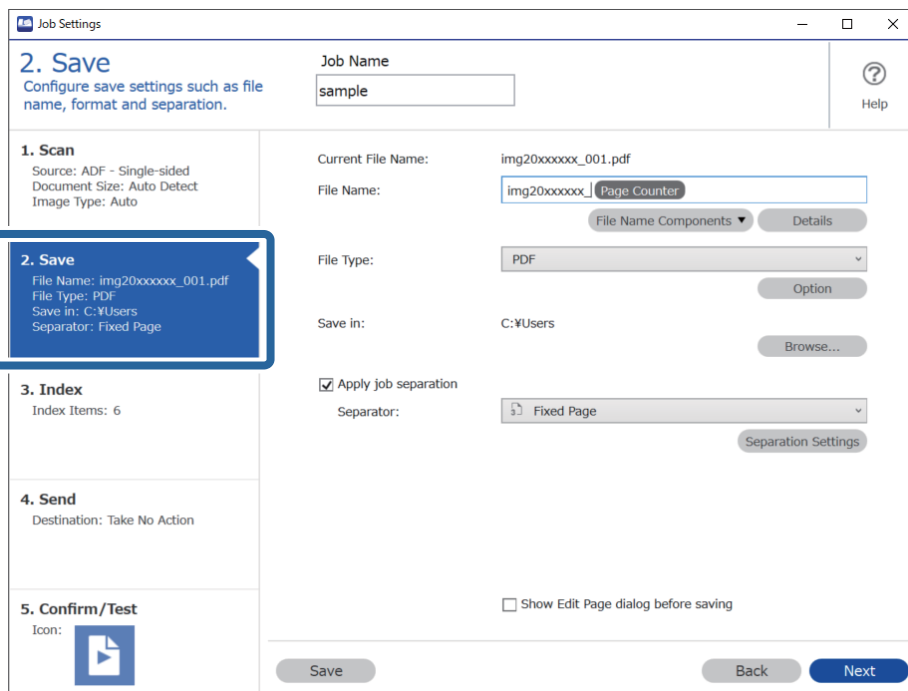 Job Settings
2. Save
Configure save settings such as file
name, format and separation.
Job Name
sample
Help
1. Scan
Source: ADF - Single-sided
Document Size: Auto Detect
Image Type: Auto
2. Save
File Name: img20xxxxxx_001.pdf
File Type: PDF
Save in: C:¥Users
Separator: Fixed Page
3. Index
Index Items: 6
4. Send
Destination: Take No Action
5. Confirm/Test
Icon:
Current File Name: img20xxxxxx_001.pdf
File Name: img20xxxxxx_ Page Counter
File Name Components ▼ Details
File Type: PDF
Option
Save in: C:¥Users
Browse...
Apply job separation
Separator: Fixed Page
Separation Settings
Show Edit Page dialog before saving
Save Back Next